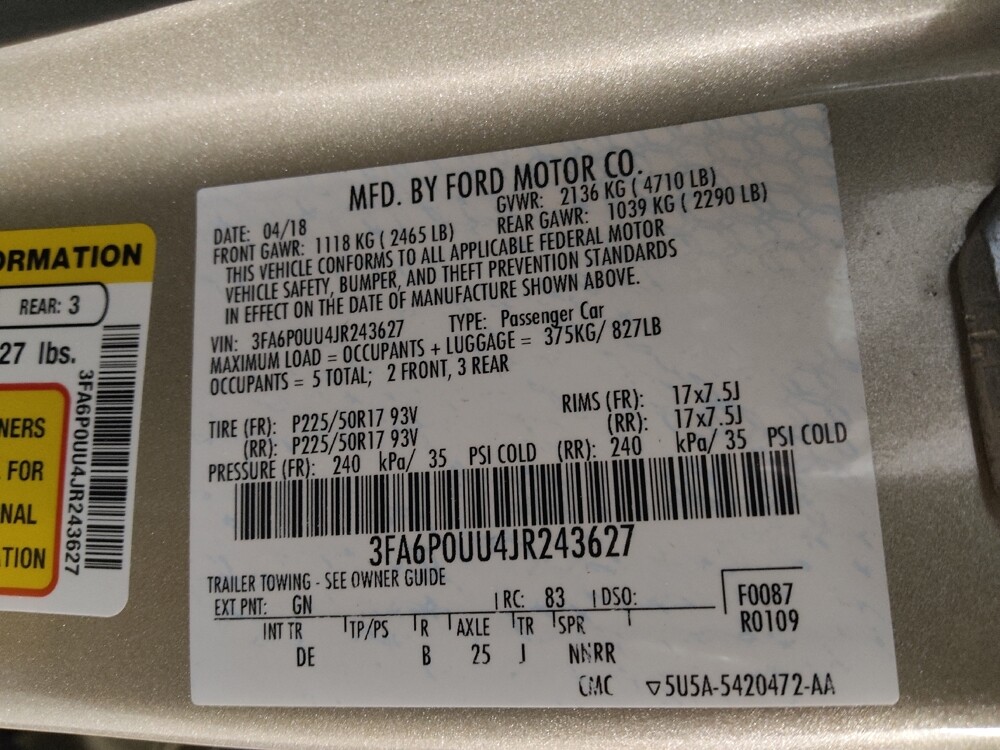 ORMATION
REAR: 3
27 lbs.
3FA6P0UU4JR243627
NERS
FOR
NAL
TION
MFD. BY FORD MOTOR CO.
DATE: 04/18 GVWR: 2136 KG ( 4710 LB)
FRONT GAWR: 1118 KG ( 2465 LB) REAR GAWR: 1039 KG ( 2290 LB)
THIS VEHICLE CONFORMS TO ALL APPLICABLE FEDERAL MOTOR
VEHICLE SAFETY, BUMPER, AND THEFT PREVENTION STANDARDS
IN EFFECT ON THE DATE OF MANUFACTURE SHOWN ABOVE.
VIN: 3FA6P0UU4JR243627 TYPE: Passenger Car
MAXIMUM LOAD = OCCUPANTS + LUGGAGE = 375KG/ 827LB
OCCUPANTS = 5 TOTAL; 2 FRONT, 3 REAR
TIRE (FR): P225/50R17 93V RIMS (FR): 17x7.5J
(RR): P225/50R17 93V (RR): 17x7.5J
PRESSURE (FR): 240 kPa/ 35 PSI COLD (RR): 240 kPa/ 35 PSI COLD
3FA6P0UU4JR243627
TRAILER TOWING - SEE OWNER GUIDE
EXT PNT: GN RC: 83 DSO: F0087
INT TR TP/PS R AXLE TR SPR R0109
DE B 25 J NNRR
CMC ▽5U5A-5420472-AA